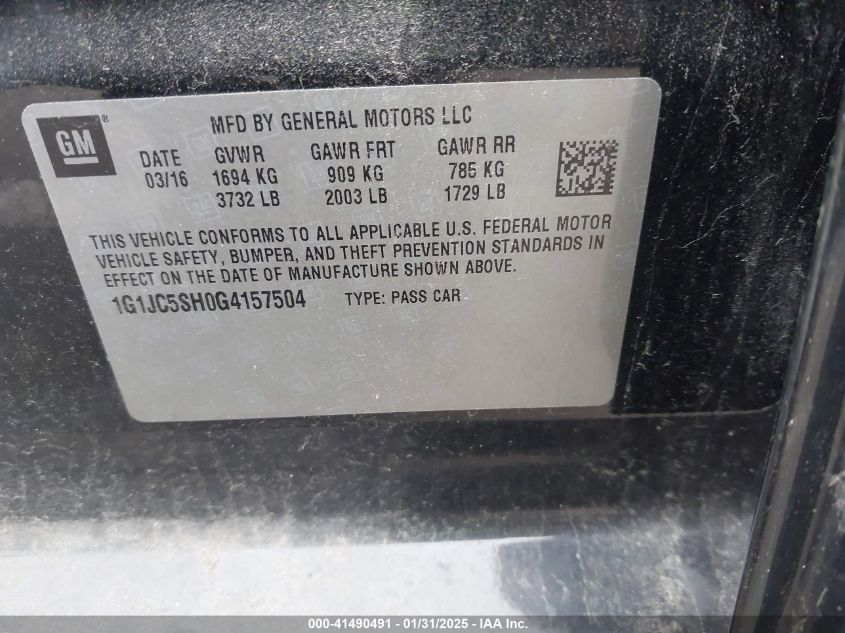 GM ®
MFD BY GENERAL MOTORS LLC
DATE GVWR GAWR FRT GAWR RR
03/16 1694 KG 909 KG 785 KG
3732 LB 2003 LB 1729 LB
THIS VEHICLE CONFORMS TO ALL APPLICABLE U.S. FEDERAL MOTOR
VEHICLE SAFETY, BUMPER, AND THEFT PREVENTION STANDARDS IN
EFFECT ON THE DATE OF MANUFACTURE SHOWN ABOVE.
1G1JC5SH0G4157504 TYPE: PASS CAR
000-41490491 - 01/31/2025 - IAA Inc.